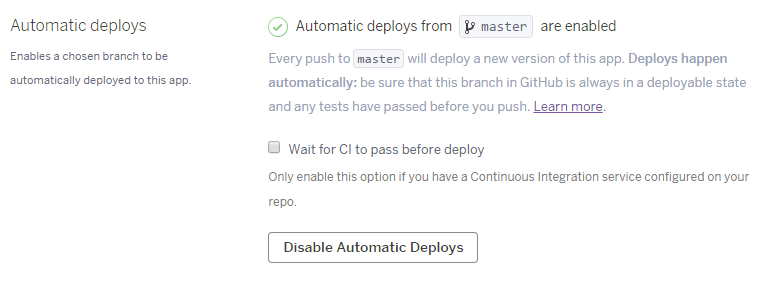 Automatic deploys
Enables a chosen branch to be
automatically deployed to this app.
Automatic deploys from master are enabled
Every push to master will deploy a new version of this app. Deploys happen
automatically: be sure that this branch in GitHub is always in a deployable state
and any tests have passed before you push. Learn more.
Wait for CI to pass before deploy
Only enable this option if you have a Continuous Integration service configured on your
repo.
Disable Automatic Deploys